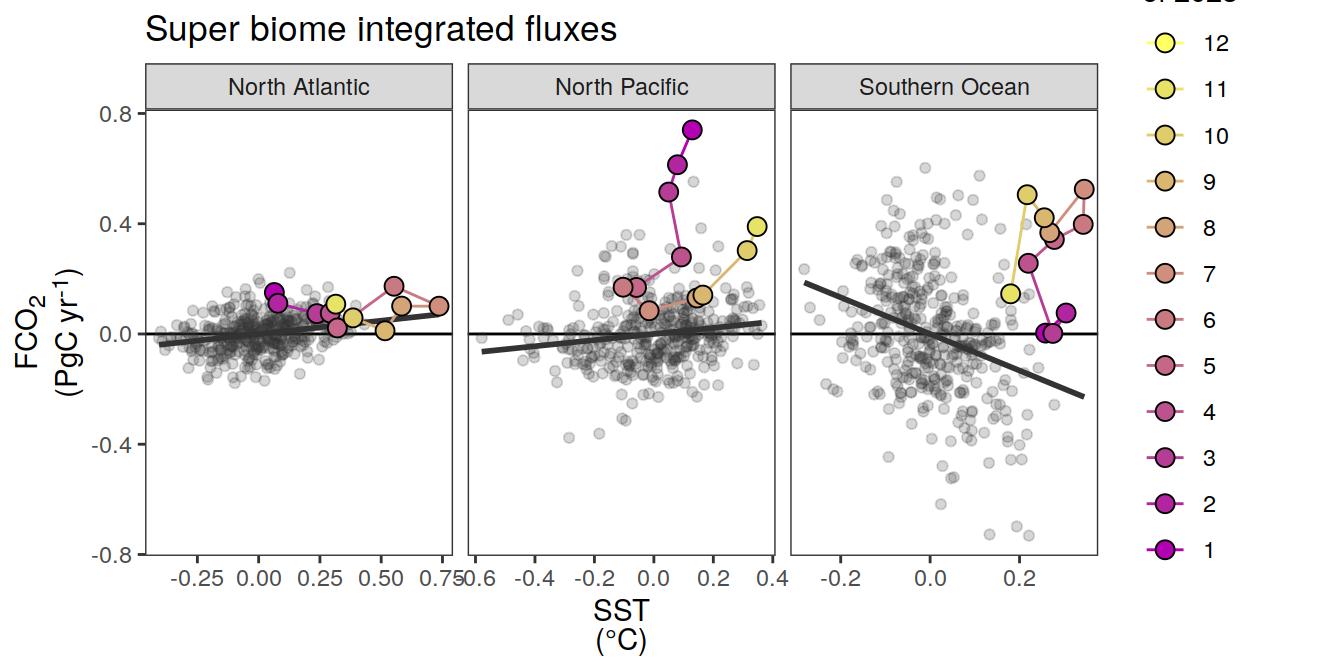 Super biome integrated fluxes
North Atlantic
North Pacific
Southern Ocean
0.8
0.4
0.0
-0.4
-0.8
FCO2
(PgC yr-1)
-0.25 0.00 0.25 0.50 0.75
0.6 -0.4 -0.2 0.0 0.2 0.4
-0.2 0.0 0.2
SST
(°C)
12
11
10
9
8
7
6
5
4
3
2
1